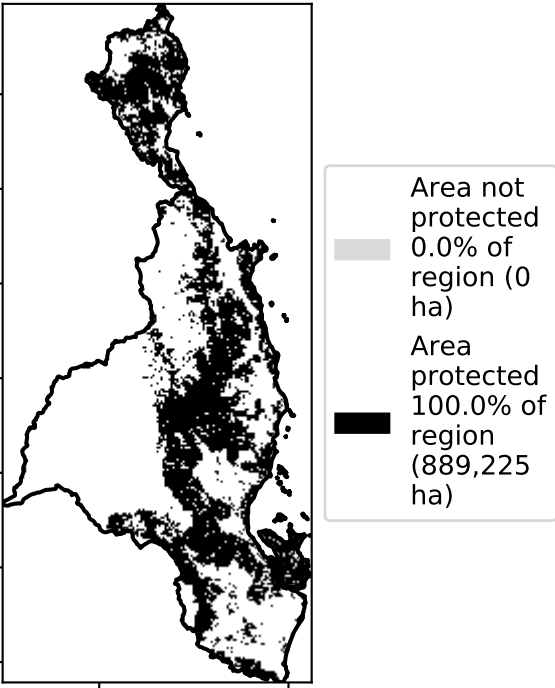 Area not
protected
0.0% of
region (0
ha)
Area
protected
100.0% of
region
(889,225
ha)